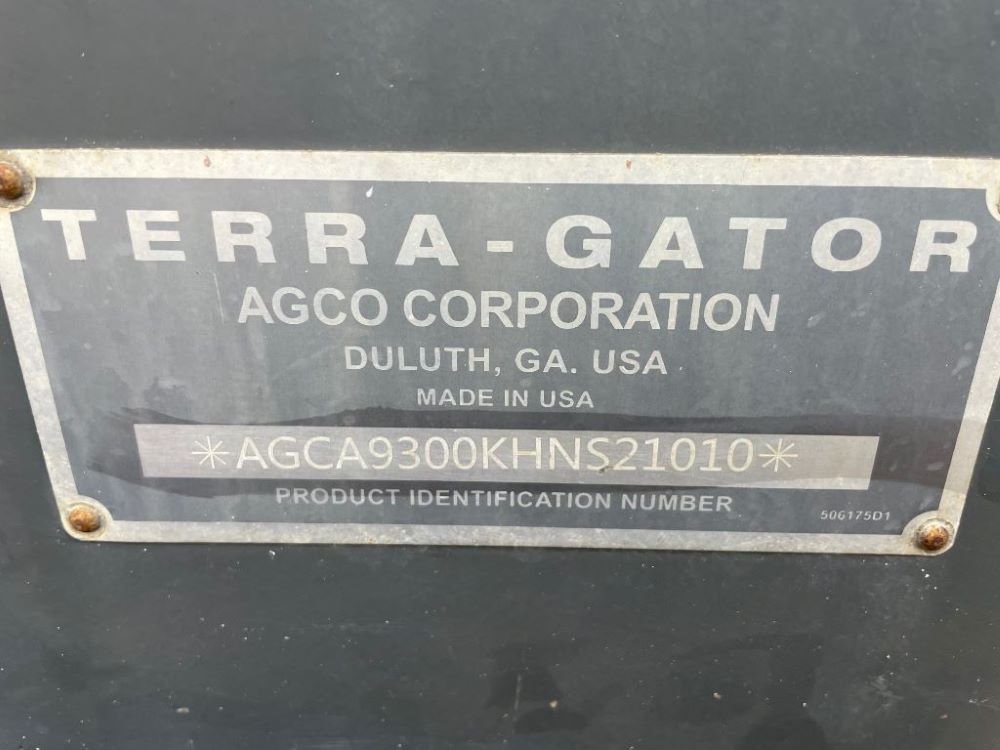 TERRA-GATOR
AGCO CORPORATION
DULUTH, GA. USA
MADE IN USA
*AGCA9300KHNS21010*
PRODUCT IDENTIFICATION NUMBER
506175D1